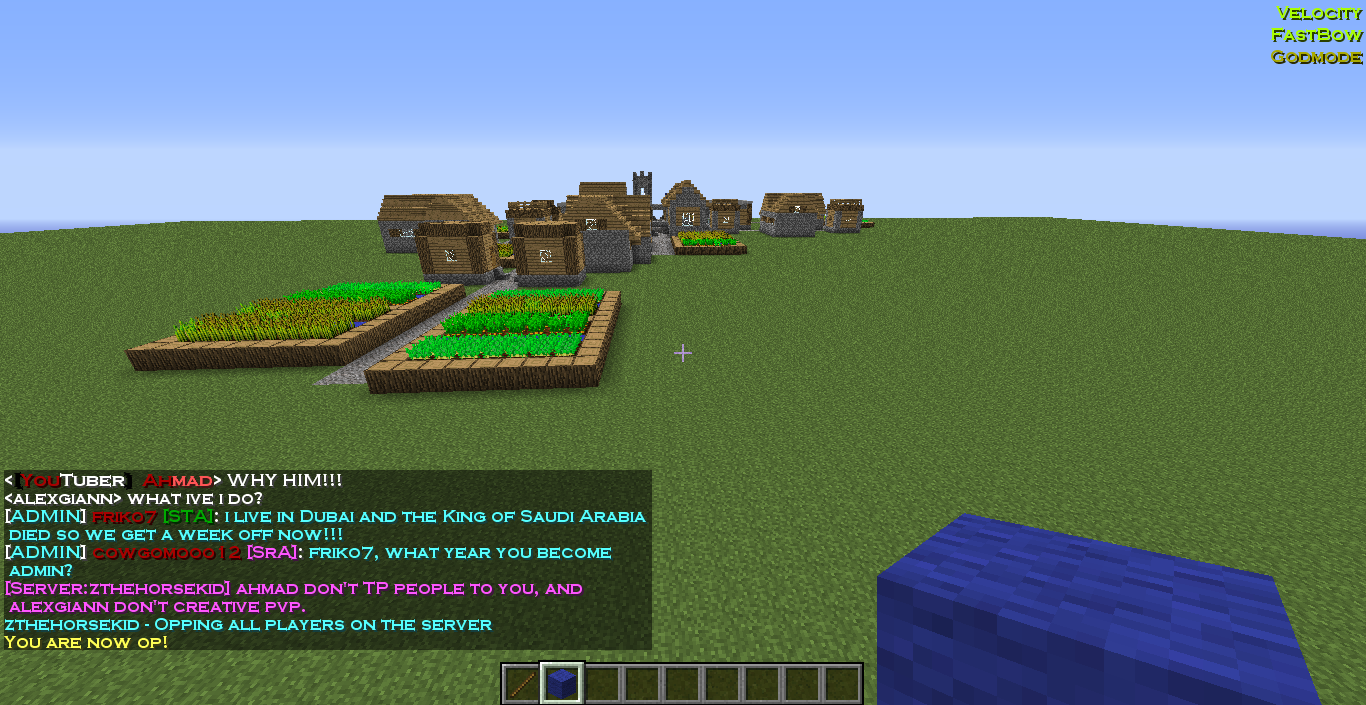 Velocity
FastBow
Godmode
<[YouTuber] Ahmad> WHY HIM!!!
<alexgiann> what ive i do?
[ADMIN] friko7 [STA]: i live in Dubai and the King of Saudi Arabia
died so we get a week off now!!!
[ADMIN] cowgomooo12 [SrA]: friko7, what year you become
admin?
[Server:zthehorsekid] ahmad don't TP people to you, and
alexgiann don't creative pvp.
zthehorsekid - Opping all players on the server
You are now op!